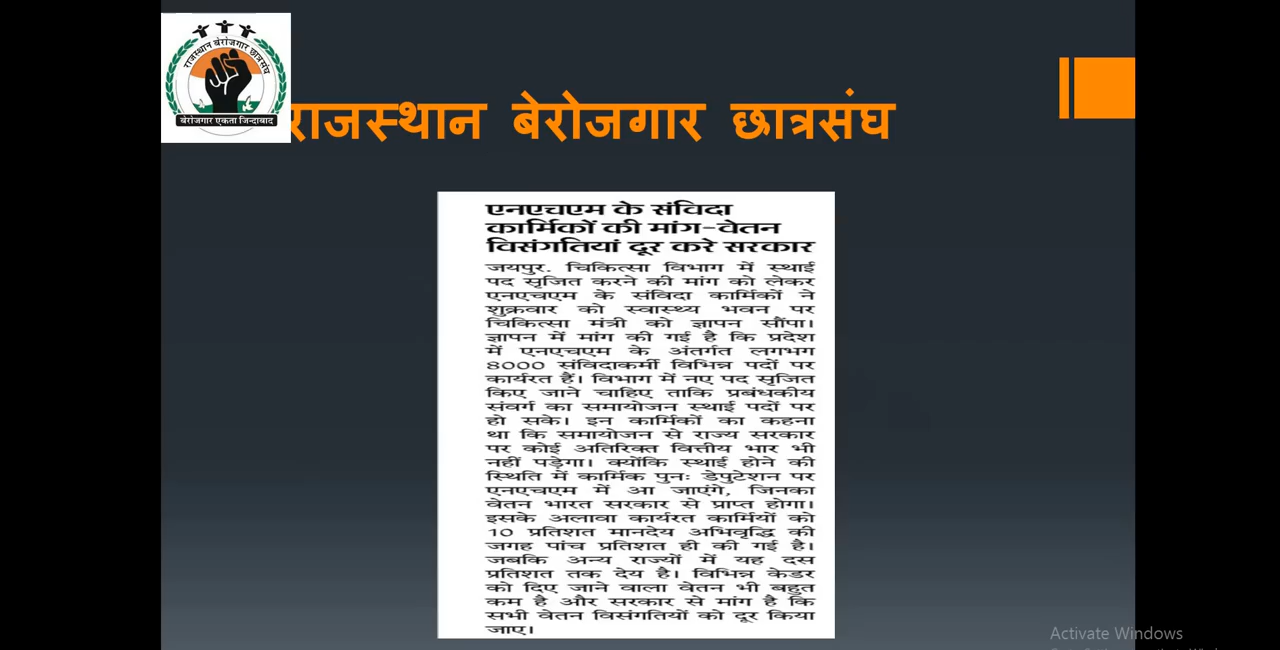 राजस्थान बेरोजगार छात्रसंघ
बेरोजगार एकता जिन्दाबाद
राजस्थान बेरोजगार छात्रसंघ
एनएचएम के संविदा
कार्मिकों की मांग-वेतन
विसंगतियां दूर करे सरकार
जयपुर. चिकित्सा विभाग में स्थाई
पद सृजित करने की मांग को लेकर
एनएचएम के संविदा कार्मिकों ने
शुक्रवार को स्वास्थ्य भवन पर
चिकित्सा मंत्री को ज्ञापन सौंपा।
ज्ञापन में मांग की गई है कि प्रदेश
में एनएचएम के अंतर्गत लगभग
8000 संविदाकर्मी विभिन्न पदों पर
कार्यरत हैं। विभाग में नए पद सृजित
किए जाने चाहिए ताकि प्रबंधकीय
संवर्ग का समायोजन स्थाई पदों पर
हो सके। इन कार्मिकों का कहना
था कि समायोजन से राज्य सरकार
पर कोई अतिरिक्त वित्तीय भार भी
नहीं पड़ेगा। क्योंकि स्थाई होने की
स्थिति में कार्मिक पुनः डेपुटेशन पर
एनएचएम में आ जाएंगे, जिनका
वेतन भारत सरकार से प्राप्त होगा।
इसके अलावा कार्यरत कार्मियों को
10 प्रतिशत मानदेय अभिवृद्धि की
जगह पांच प्रतिशत ही की गई है।
जबकि अन्य राज्यों में यह दस
प्रतिशत तक देय है। विभिन्न केडर
को दिए जाने वाला वेतन भी बहुत
कम है और सरकार से मांग है कि
सभी वेतन विसंगतियों को दूर किया
जाए।
Activate Windows